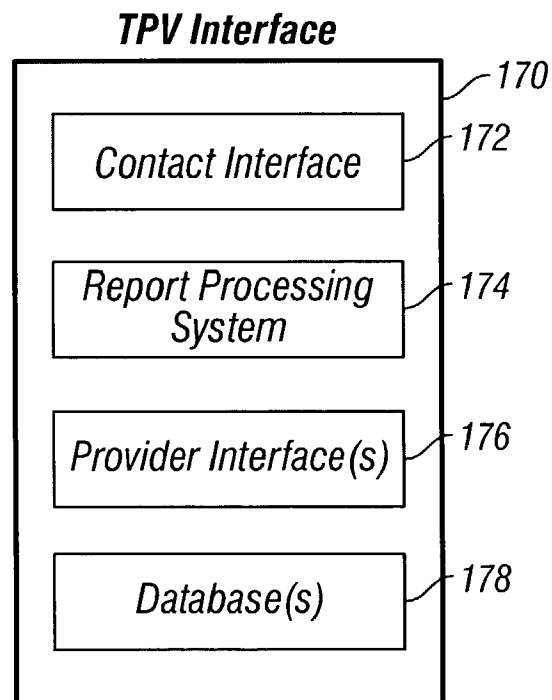 TPV Interface
170
Contact Interface
172
Report Processing
System
174
Provider Interface(s)
176
Database(s)
178